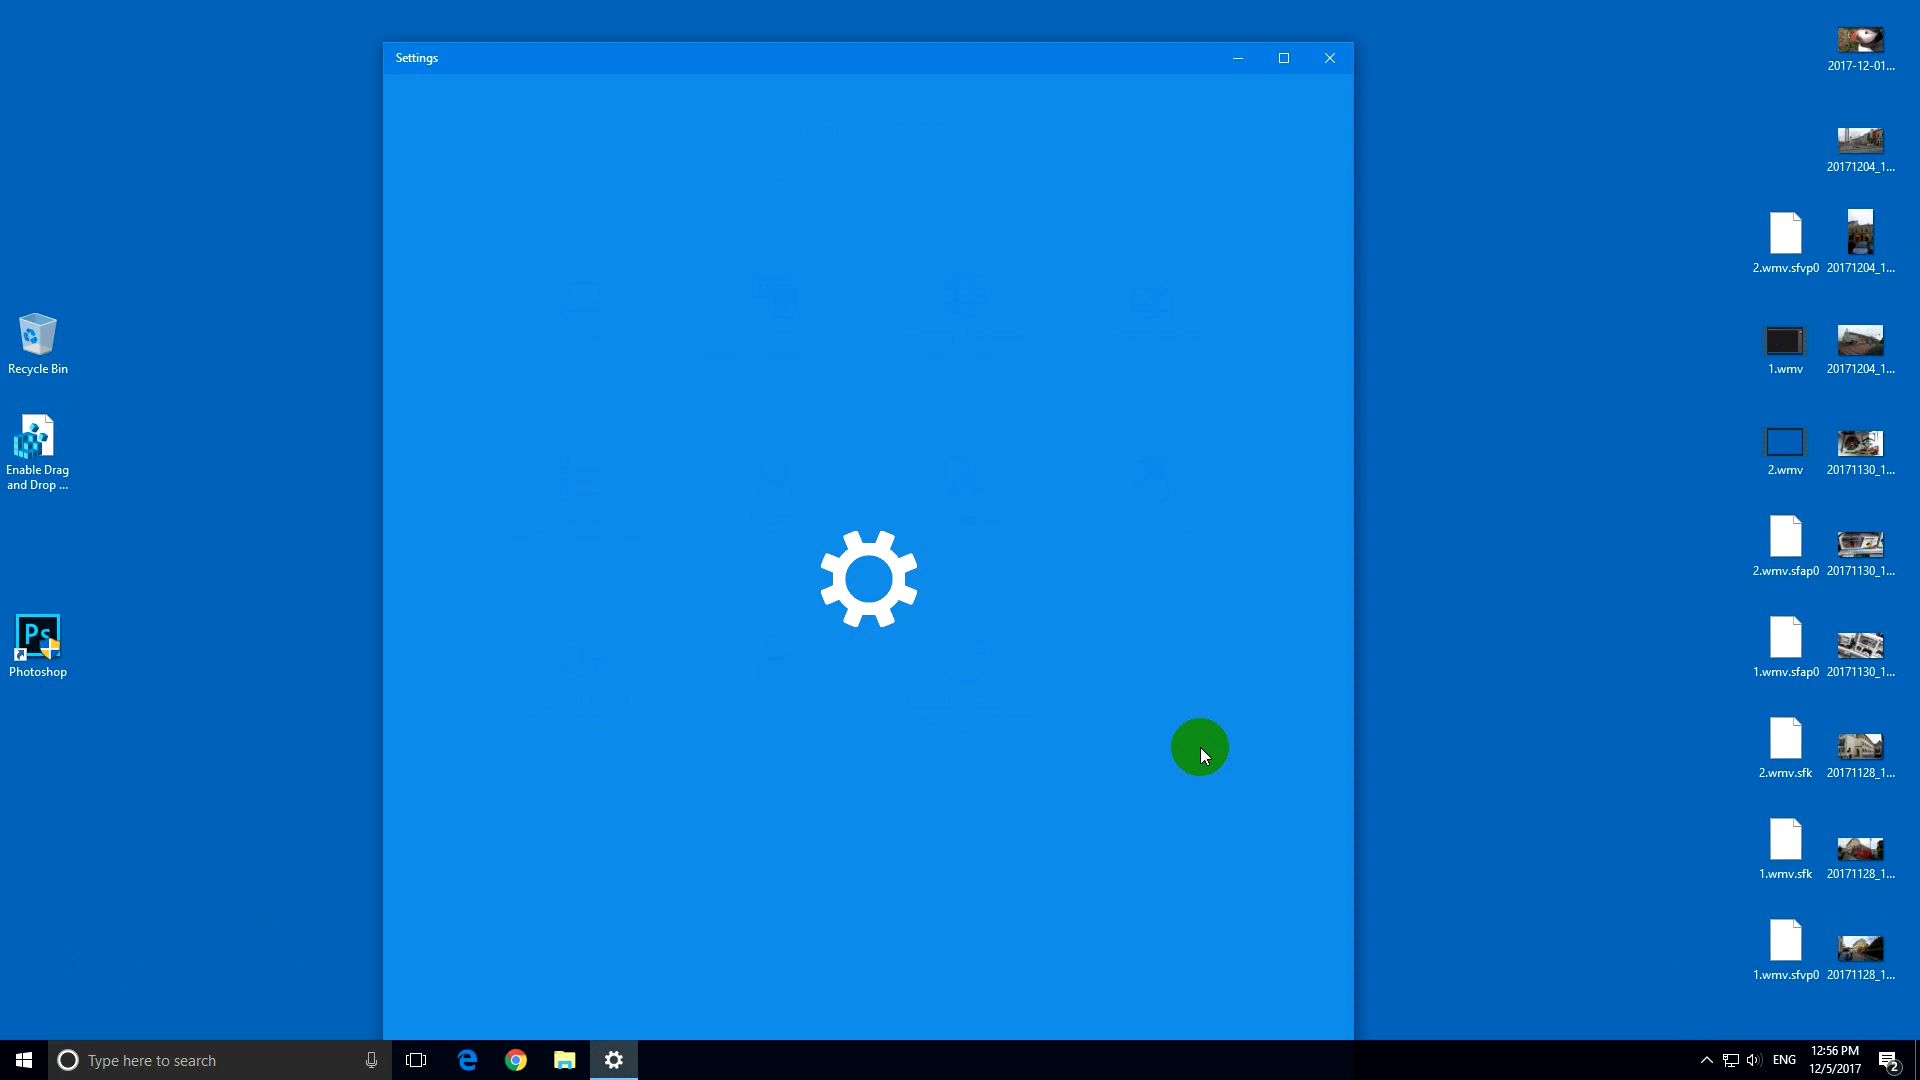 Settings
2017-12-01...
20171204_1...
2.wmv.sfvp0
20171204_1...
Recycle Bin
1.wmv
20171204_1...
Enable Drag
and Drop ...
2.wmv
20171130_1...
2.wmv.sfap0
20171130_1...
Ps
Photoshop
1.wmv.sfap0
20171130_1...
2.wmv.sfk
20171128_1...
1.wmv.sfk
20171128_1...
1.wmv.sfvp0
20171128_1...
Type here to search
ENG
12:56 PM
12/5/2017
2